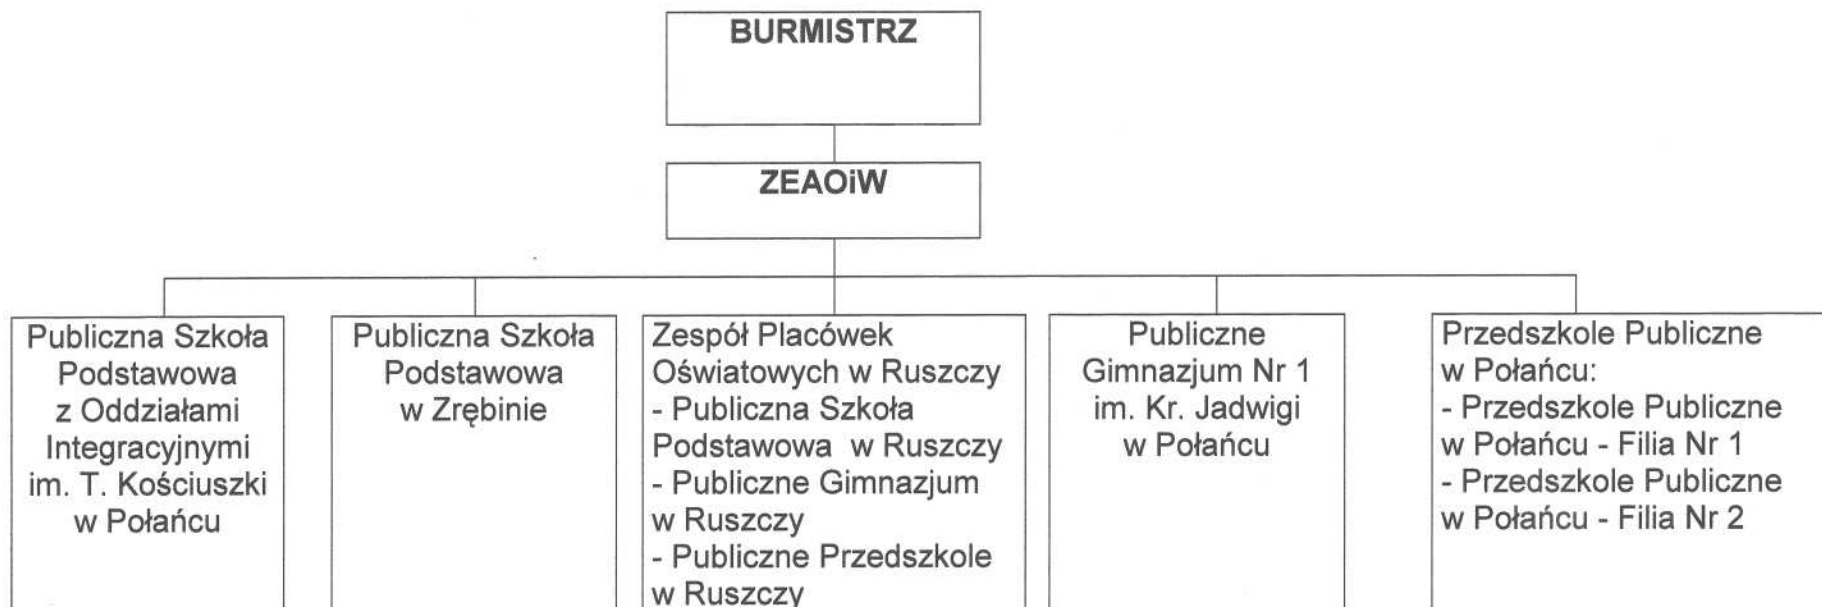 BURMISTRZ
ZEAOiW
Publiczna Szkoła
Podstawowa
z Oddziałami
Integracyjnymi
im. T. Kościuszki
w Połańcu
Publiczna Szkoła
Podstawowa
w Zrębinie
Zespół Placówek
Oświatowych w Ruszczy
- Publiczna Szkoła
Podstawowa w Ruszczy
- Publiczne Gimnazjum
w Ruszczy
- Publiczne Przedszkole
w Ruszczy
Publiczne
Gimnazjum Nr 1
im. Kr. Jadwigi
w Połańcu
Przedszkole Publiczne
w Połańcu:
- Przedszkole Publiczne
w Połańcu - Filia Nr 1
- Przedszkole Publiczne
w Połańcu - Filia Nr 2